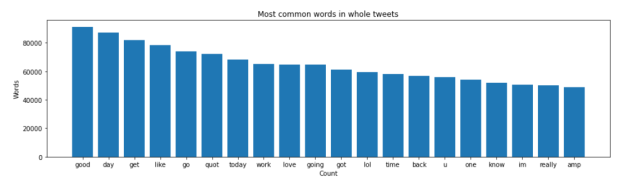 Most common words in whole tweets
80000
60000
40000
20000
0
Words
good day get like go quot today work love going got lol time back u one know im really amp
Count